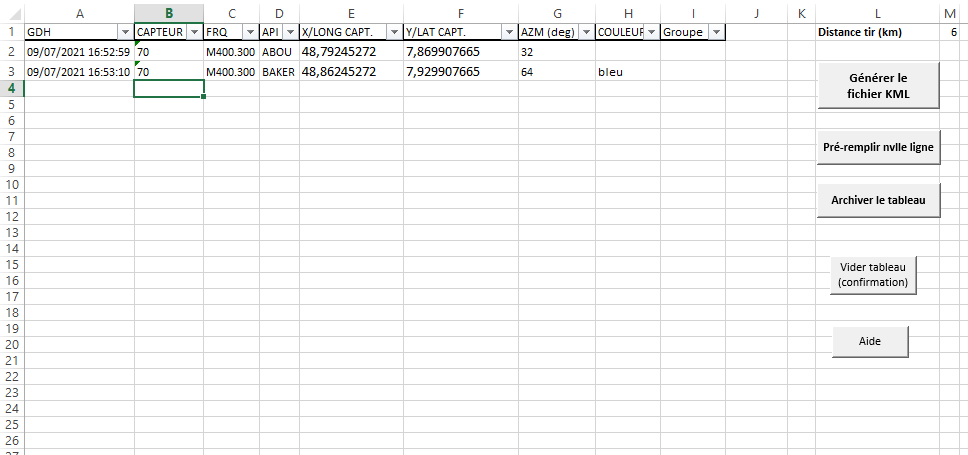 A B C D E F G H I J K L M
1 GDH CAPTEUR FRQ API X/LONG CAPT. Y/LAT CAPT. AZM (deg) COULEUF Groupe Distance tir (km) 6
2 09/07/2021 16:52:59 70 M400.300 ABOU 48,79245272 7,869907665 32
3 09/07/2021 16:53:10 70 M400.300 BAKER 48,86245272 7,929907665 64 bleu
4
5
6
7
8
9
10
11
12
13
14
15
16
17
18
19
20
21
22
23
24
25
26
27
Générer le
fichier KML
Pré-remplir nvlle ligne
Archiver le tableau
Vider tableau
(confirmation)
Aide